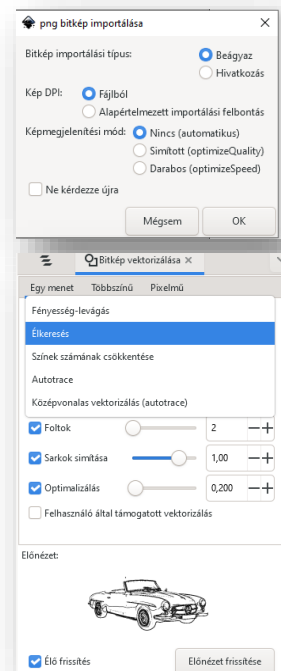 png bitkép importálása
Bitkép importálási típus:
Beágyaz
Hivatkozás
Kép DPI:
Fájlból
Alapértelmezett importálási felbontás
Képmegjelenítési mód:
Nincs (automatikus)
Simított (optimizeQuality)
Darabos (optimizeSpeed)
Ne kérdezze újra
Mégsem OK
Bitkép vektorizálása
Egy menet Többszínű Pixelmű
Fényesség-levágás
Élkeresés
Színek számának csökkentése
Autotrace
Középvonalas vektorizálás (autotrace)
Foltok 2
Sarkok simítása 1,00
Optimalizálás 0,200
Felhasználó által támogatott vektorizálás
Előnézet:
Élő frissítés Előnézet frissítése